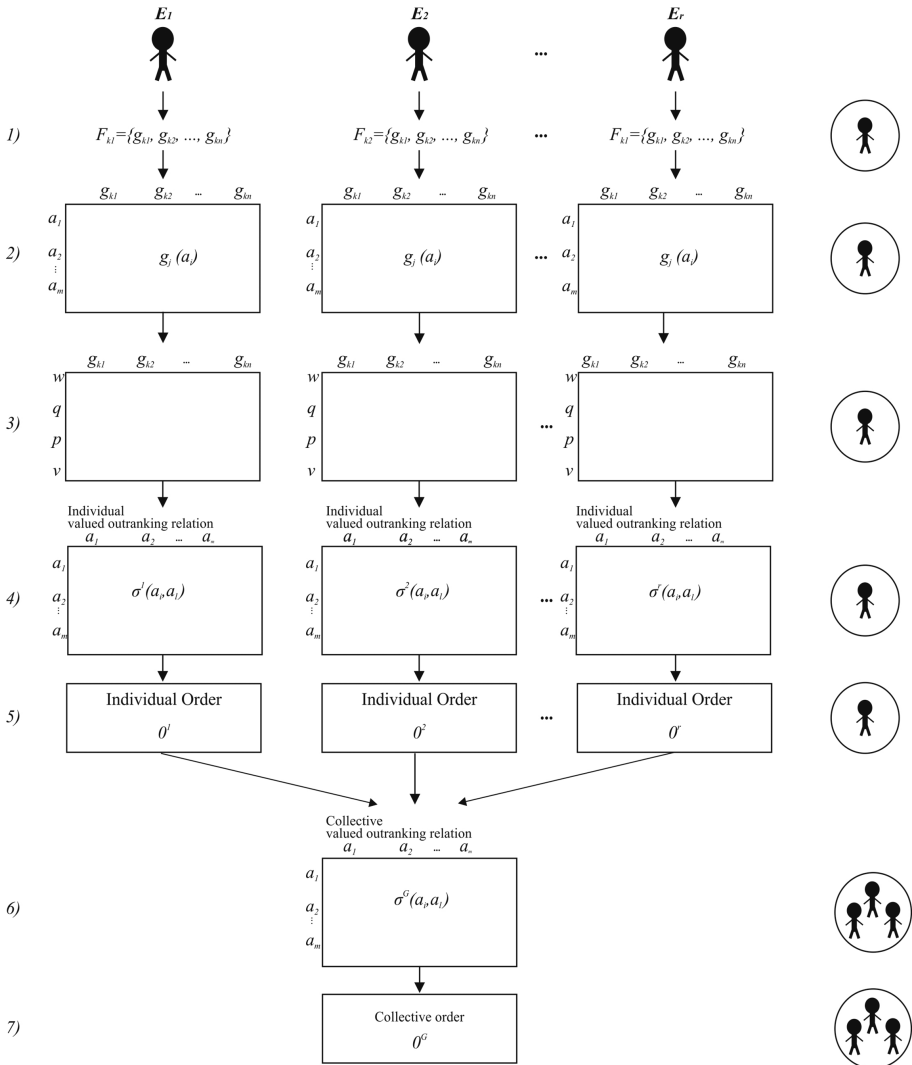 E1 E2 ... Er
1) Fk1={gk1, gk2, ..., gkn} Fk2={gk1, gk2, ..., gkn} ... Fk1={gk1, gk2, ..., gkn}
gk1 gk2 ... gkn gk1 gk2 ... gkn gk1 gk2 ... gkn
a1 a1 a1
2) a2 gj (ai) a2 gj (ai) ... a2 gj (ai)
⋮ ⋮ ⋮
am am am
gk1 gk2 ... gkn gk1 gk2 ... gkn gk1 gk2 ... gkn
w w w
q q q
3) ...
p p p
v v v
Individual Individual Individual
valued outranking relation valued outranking relation valued outranking relation
a1 a2 ... a a1 a2 ... a a1 a2 ... a
a1 a1 a1
σ1(ai,al) σ2(ai,al) σr(ai,al)
4) a2 a2 ... a2
⋮ ⋮ ⋮
am am am
Individual Order Individual Order Individual Order
5) ...
01 02 0r
Collective
valued outranking relation
a1 a2 ... a
a1
σG(ai,al)
6) a2
⋮
am
Collective order
7)
0G